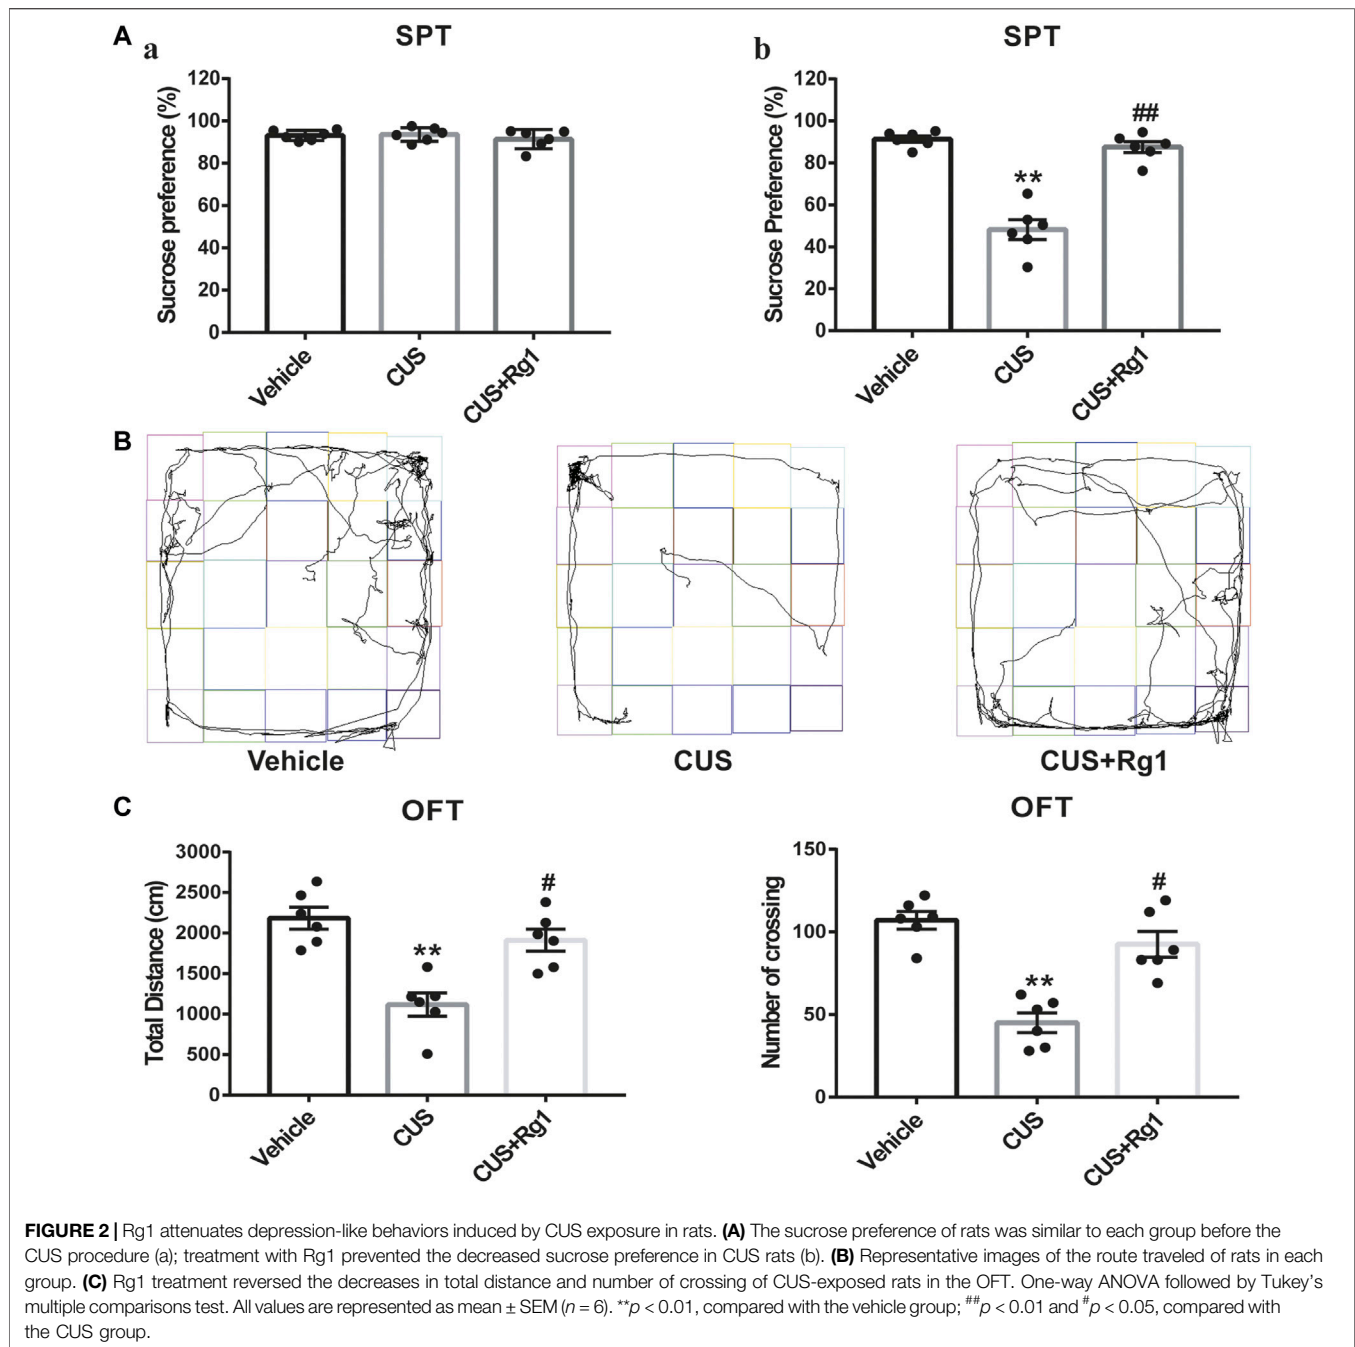 A
a
SPT
Sucrose preference (%)
120
100
80
60
40
20
0
Vehicle
CUS
CUS+Rg1
b
SPT
Sucrose Preference (%)
120
100
80
60
40
20
0
**
##
Vehicle
CUS
CUS+Rg1
B
Vehicle
CUS
CUS+Rg1
C
OFT
Total Distance (cm)
3000
2500
2000
1500
1000
500
0
**
#
Vehicle
CUS
CUS+Rg1
OFT
Number of crossing
150
100
50
0
**
#
Vehicle
CUS
CUS+Rg1
FIGURE 2 | Rg1 attenuates depression-like behaviors induced by CUS exposure in rats. (A) The sucrose preference of rats was similar to each group before the
CUS procedure (a); treatment with Rg1 prevented the decreased sucrose preference in CUS rats (b). (B) Representative images of the route traveled of rats in each
group. (C) Rg1 treatment reversed the decreases in total distance and number of crossing of CUS-exposed rats in the OFT. One-way ANOVA followed by Tukey's
multiple comparisons test. All values are represented as mean ± SEM (n = 6). **p < 0.01, compared with the vehicle group; ##p < 0.01 and #p < 0.05, compared with
the CUS group.